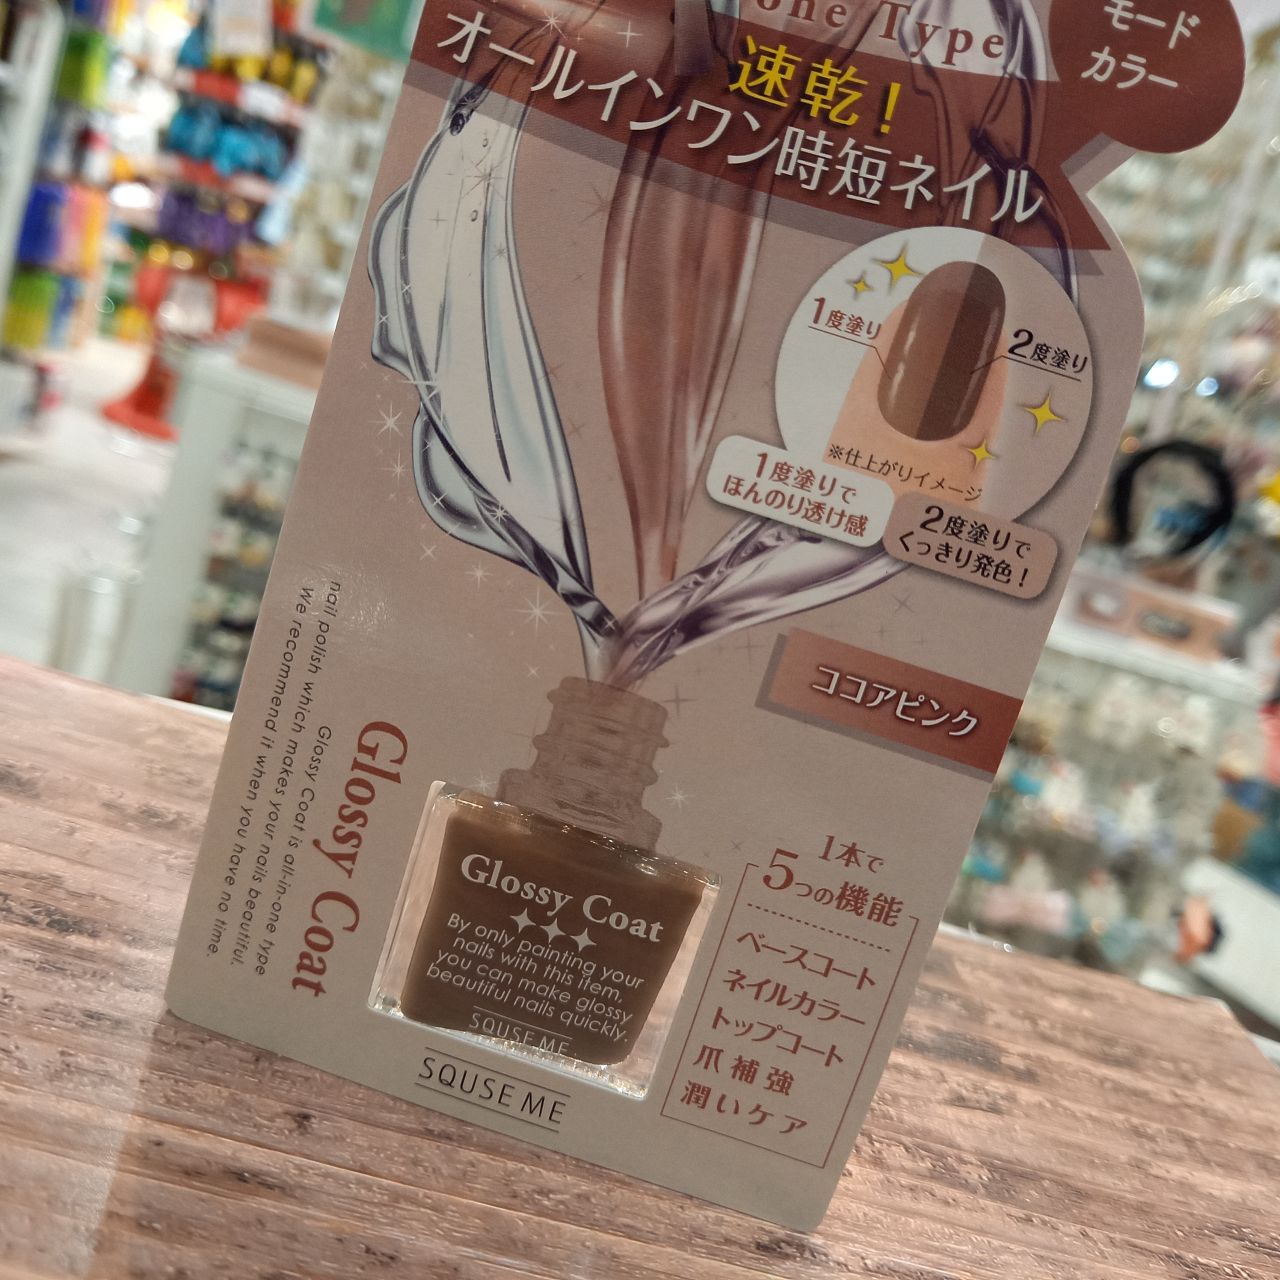 one Type
モード
カラー
速乾!
オールインワン時短ネイル
1度塗り
2度塗り
※仕上がりイメージ
1度塗りで
ほんのり透け感
2度塗りで
くっきり発色!
ココアピンク
Glossy Coat
Glossy Coat is all-in-one type
nail polish which makes your nails beautiful.
We recommend it when you have no time.
Glossy Coat
By only painting your
nails with this item,
you can make glossy
beautiful nails quickly.
SQUSE ME
SQUSE ME
1本で
5つの機能
ベースコート
ネイルカラー
トップコート
爪補強
潤いケア